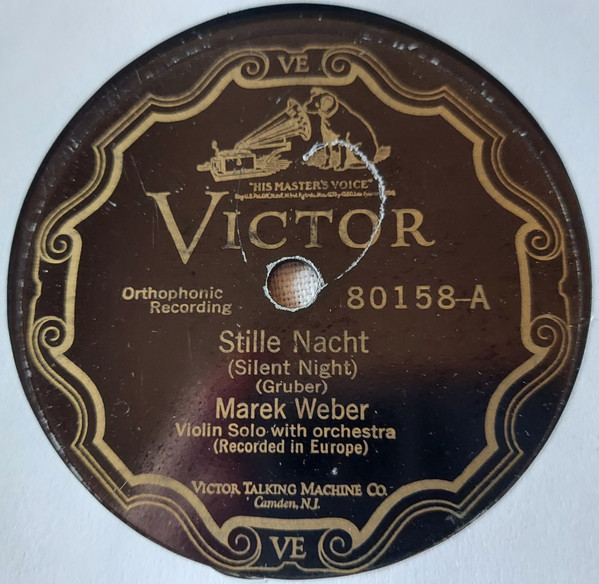 VE
"HIS MASTER'S VOICE"
VICTOR
Orthophonic
Recording
80158-A
Stille Nacht
(Silent Night)
(Gruber)
Marek Weber
Violin Solo with orchestra
(Recorded in Europe)
VICTOR TALKING MACHINE CO.
Camden, N.J.
VE